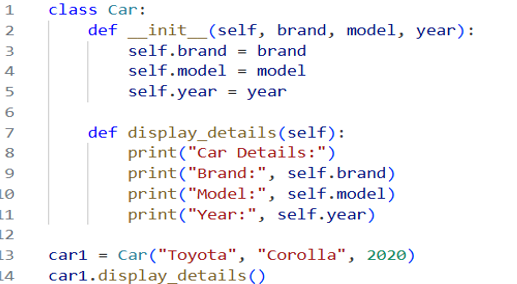 1 class Car:
2     def __init__(self, brand, model, year):
3         self.brand = brand
4         self.model = model
5         self.year = year
6
7     def display_details(self):
8         print("Car Details:")
9         print("Brand:", self.brand)
10         print("Model:", self.model)
11         print("Year:", self.year)
12
13 car1 = Car("Toyota", "Corolla", 2020)
14 car1.display_details()